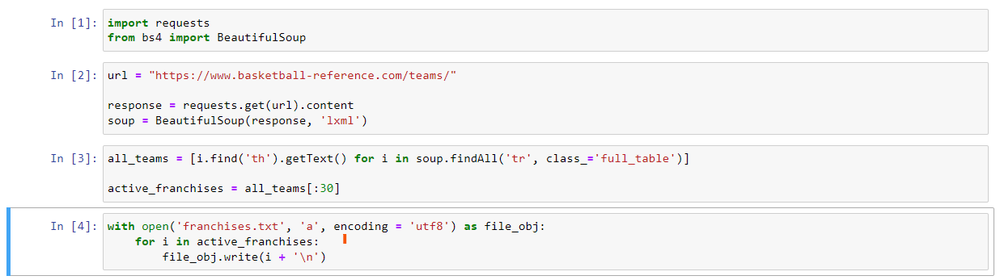 In [1]: import requests
from bs4 import BeautifulSoup
In [2]: url = "https://www.basketball-reference.com/teams/"
response = requests.get(url).content
soup = BeautifulSoup(response, 'lxml')
In [3]: all_teams = [i.find('th').getText() for i in soup.findAll('tr', class_='full_table')]
active_franchises = all_teams[:30]
In [4]: with open('franchises.txt', 'a', encoding = 'utf8') as file_obj:
    for i in active_franchises:
        file_obj.write(i + '\n')